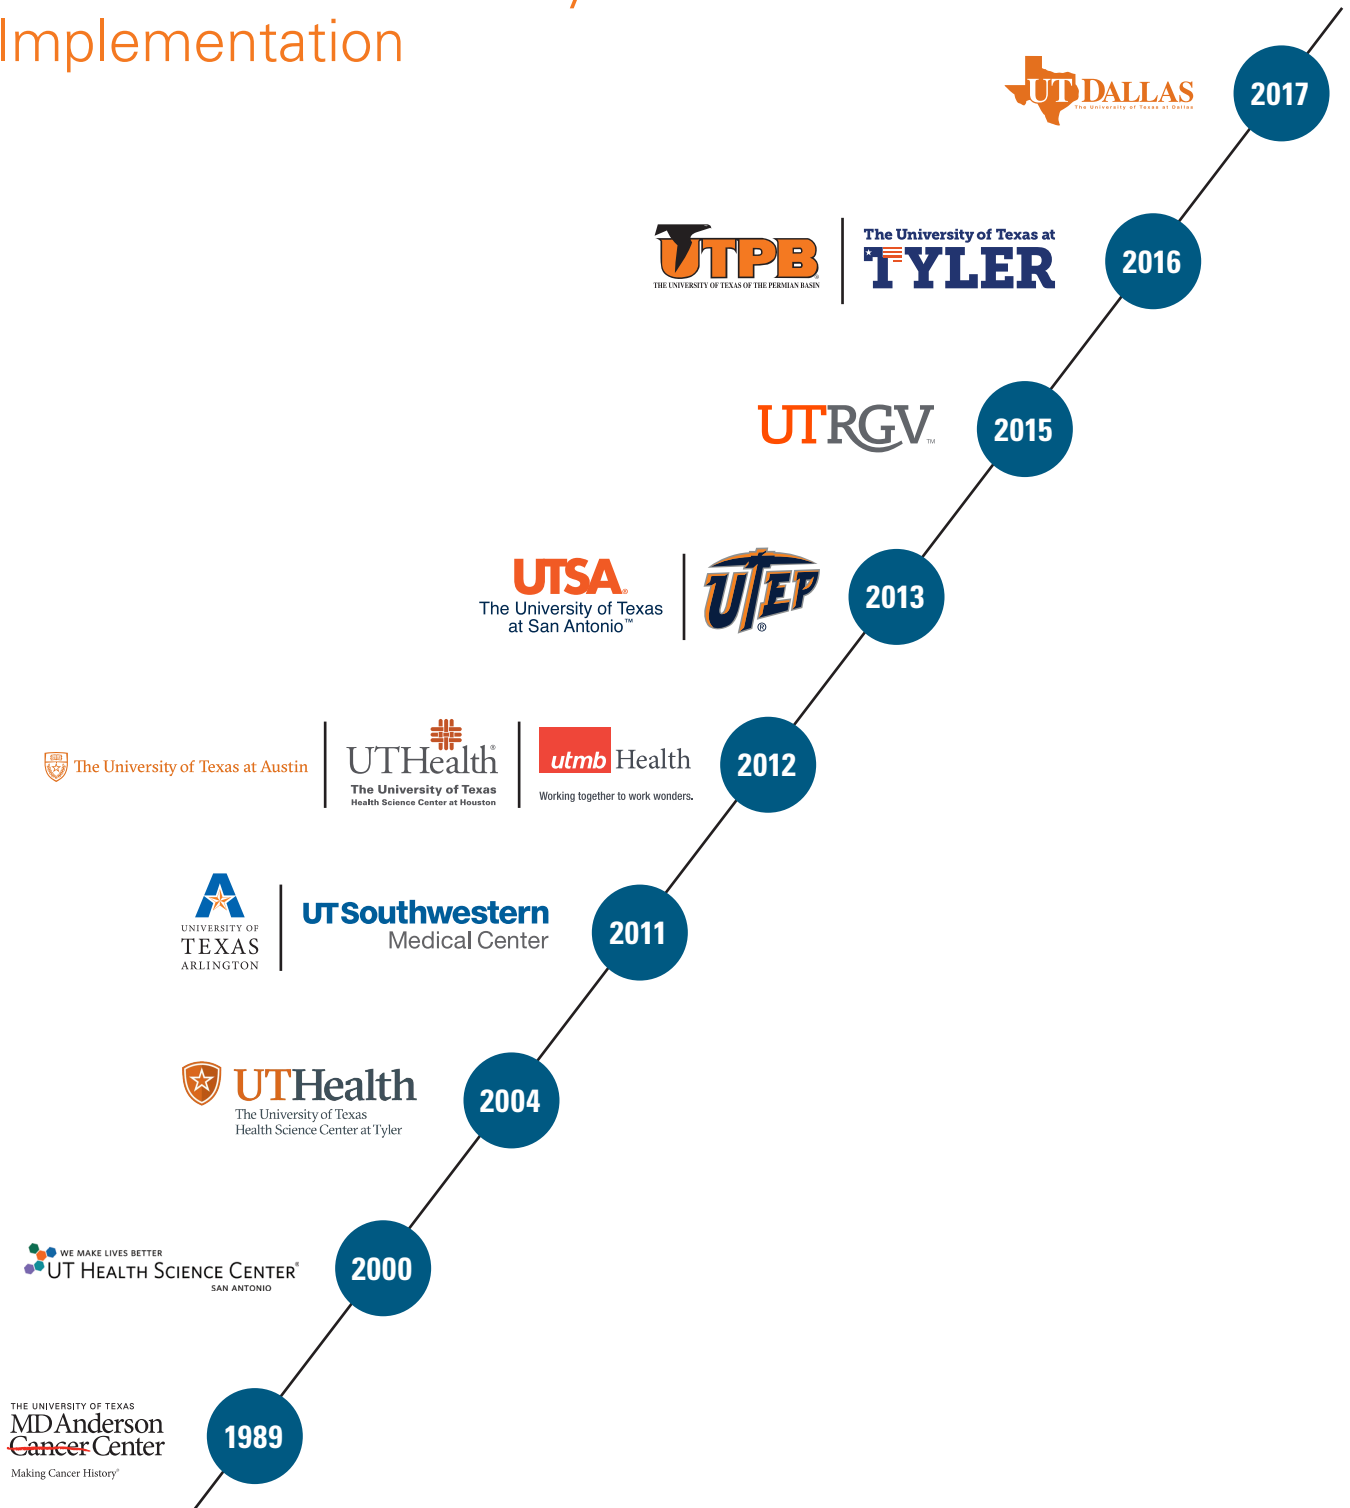 Implementation
UT DALLAS
The University of Texas at Dallas
2017
UTPB
THE UNIVERSITY OF TEXAS OF THE PERMIAN BASIN
The University of Texas at
TYLER
2016
UTRGV™
2015
UTSA®
The University of Texas
at San Antonio™
UTEP
®
2013
The University of Texas at Austin
UTHealth®
The University of Texas
Health Science Center at Houston
utmb Health
Working together to work wonders.
2012
UNIVERSITY OF
TEXAS
ARLINGTON
UT Southwestern
Medical Center
2011
UTHealth
The University of Texas
Health Science Center at Tyler
2004
WE MAKE LIVES BETTER
UT HEALTH SCIENCE CENTER®
SAN ANTONIO
2000
THE UNIVERSITY OF TEXAS
MD Anderson
Cancer Center
Making Cancer History®
1989